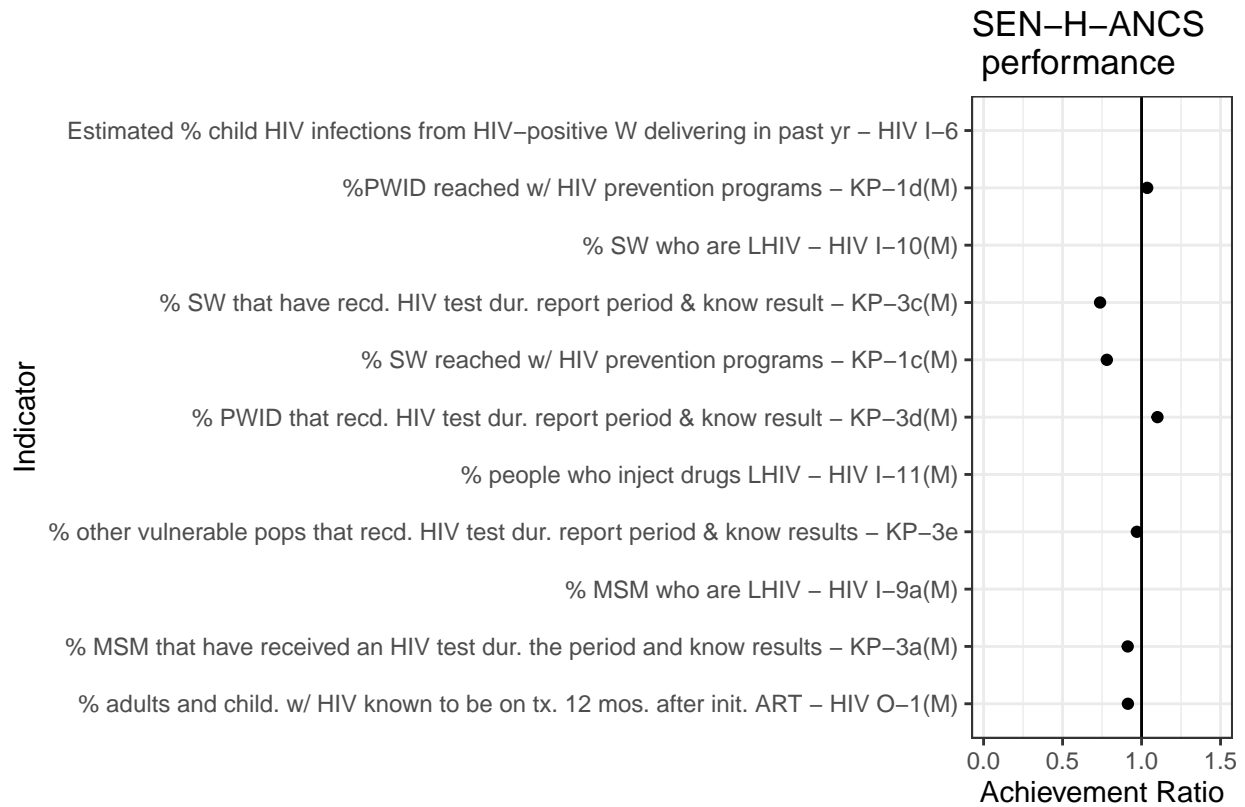 SEN−H−ANCS
performance
Estimated % child HIV infections from HIV−positive W delivering in past yr − HIV I−6
%PWID reached w/ HIV prevention programs − KP−1d(M)
% SW who are LHIV − HIV I−10(M)
% SW that have recd. HIV test dur. report period & know result − KP−3c(M)
% SW reached w/ HIV prevention programs − KP−1c(M)
% PWID that recd. HIV test dur. report period & know result − KP−3d(M)
% people who inject drugs LHIV − HIV I−11(M)
% other vulnerable pops that recd. HIV test dur. report period & know results − KP−3e
% MSM who are LHIV − HIV I−9a(M)
% MSM that have received an HIV test dur. the period and know results − KP−3a(M)
% adults and child. w/ HIV known to be on tx. 12 mos. after init. ART − HIV O−1(M)
Indicator
0.0 0.5 1.0 1.5
Achievement Ratio